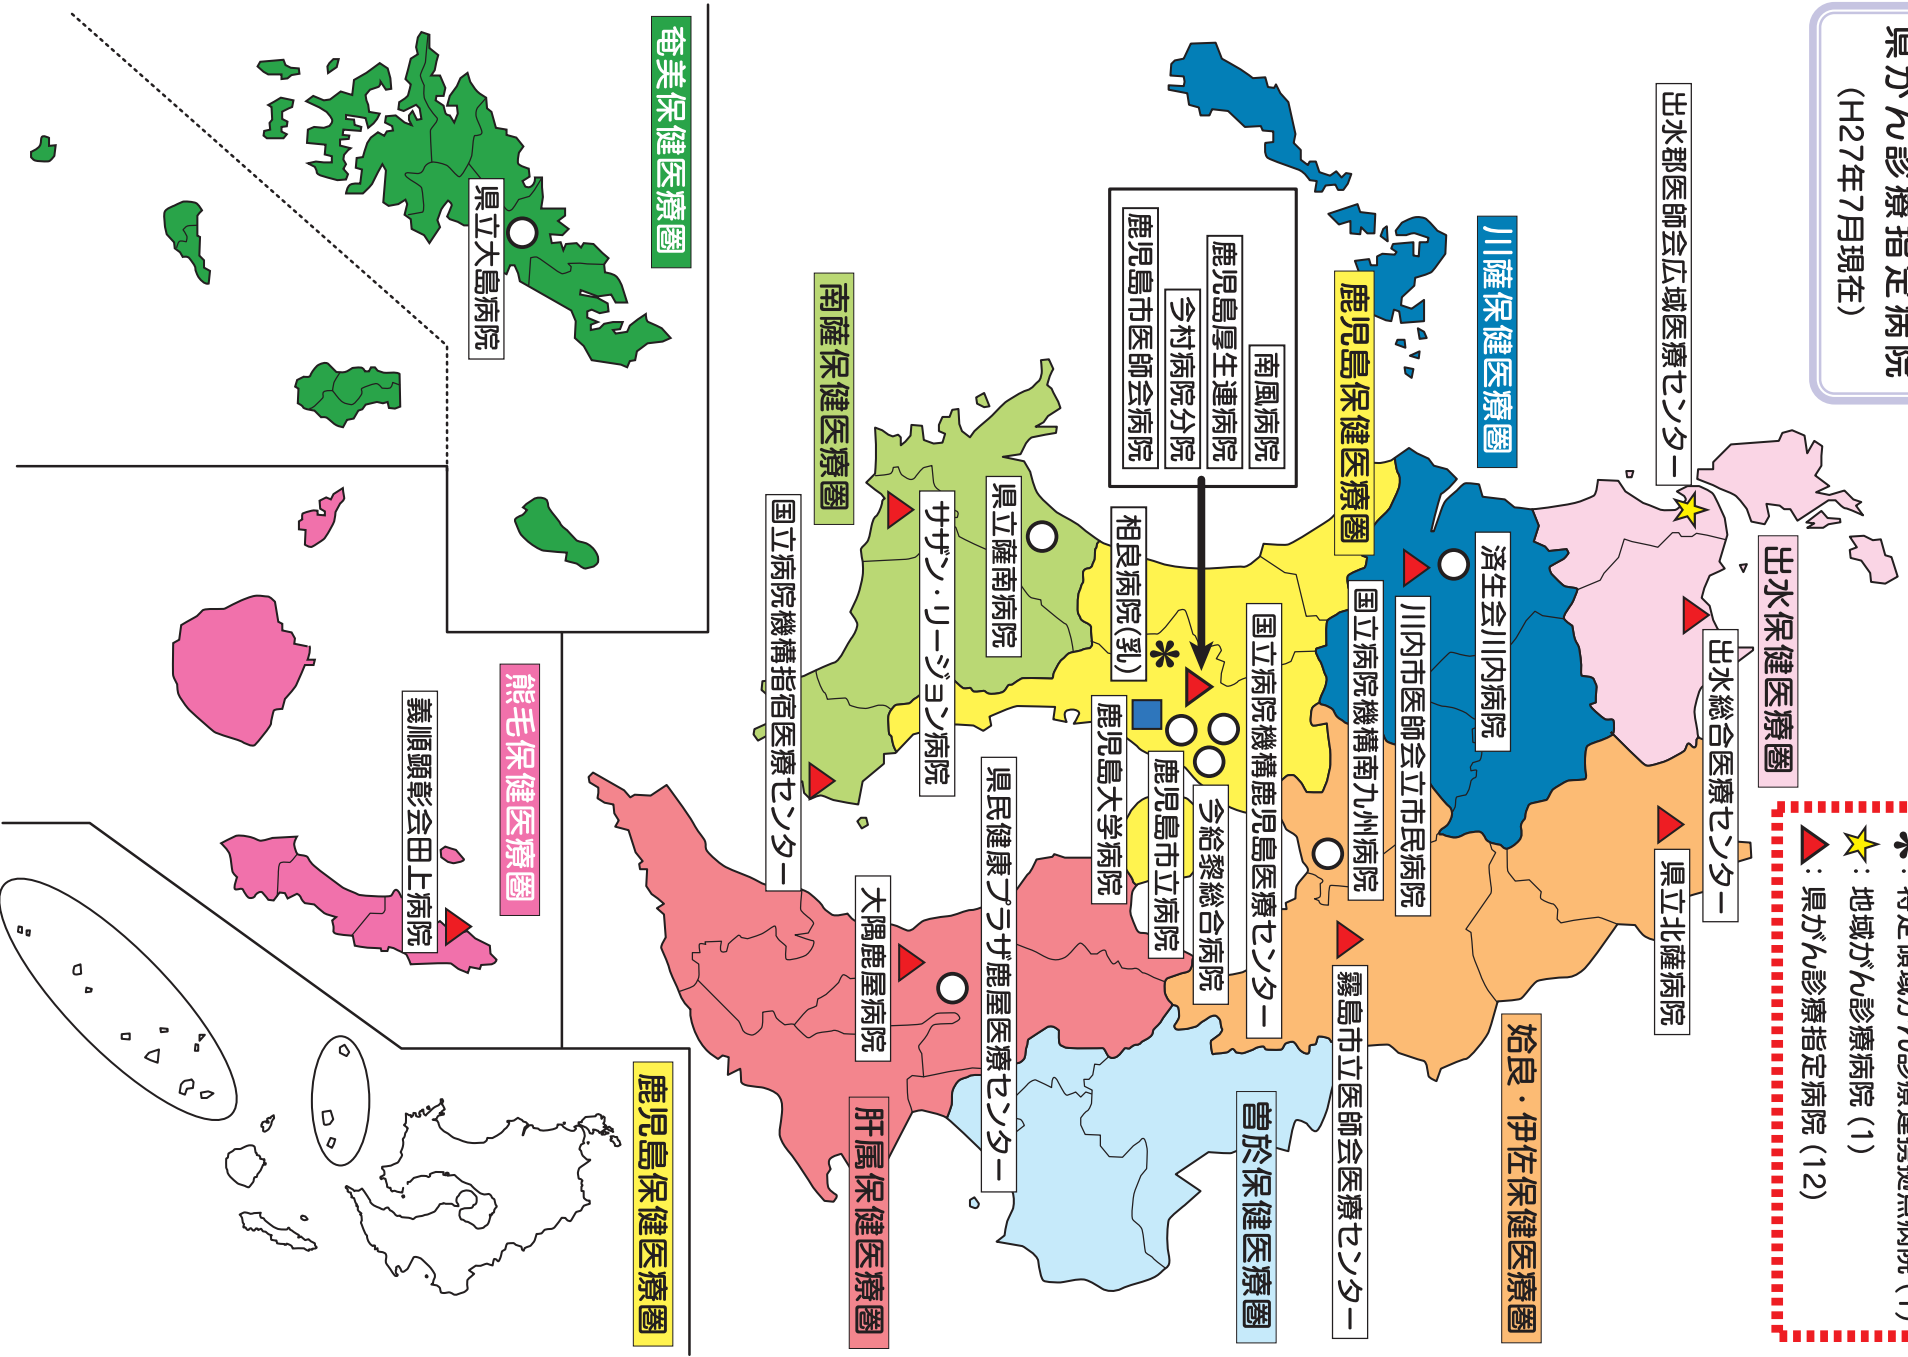 県がん診療指定病院
(H27年7月現在)
特定領域がん診療連携拠点病院(1)
:地域がん診療病院(1)
:県がん診療指定病院(12)
出水保健医療圏
出水郡医師会広域医療センター
出水総合医療センター
県立北薩病院
姶良・伊佐保健医療圏
川薩保健医療圏
済生会川内病院
川内市医師会立市民病院
国立病院機構南九州病院
霧島市立医師会医療センター
鹿児島保健医療圏
南風病院
鹿児島厚生連病院
今村病院分院
鹿児島市医師会病院
国立病院機構鹿児島医療センター
今給黎総合病院
鹿児島市立病院
鹿児島大学病院
相良病院(乳)
曽於保健医療圏
県立薩南病院
県民健康プラザ鹿屋医療センター
サザン・リージョン病院
大隅鹿屋病院
南薩保健医療圏
肝属保健医療圏
国立病院機構指宿医療センター
奄美保健医療圏
県立大島病院
熊毛保健医療圏
義順顕彰会田上病院
鹿児島保健医療圏